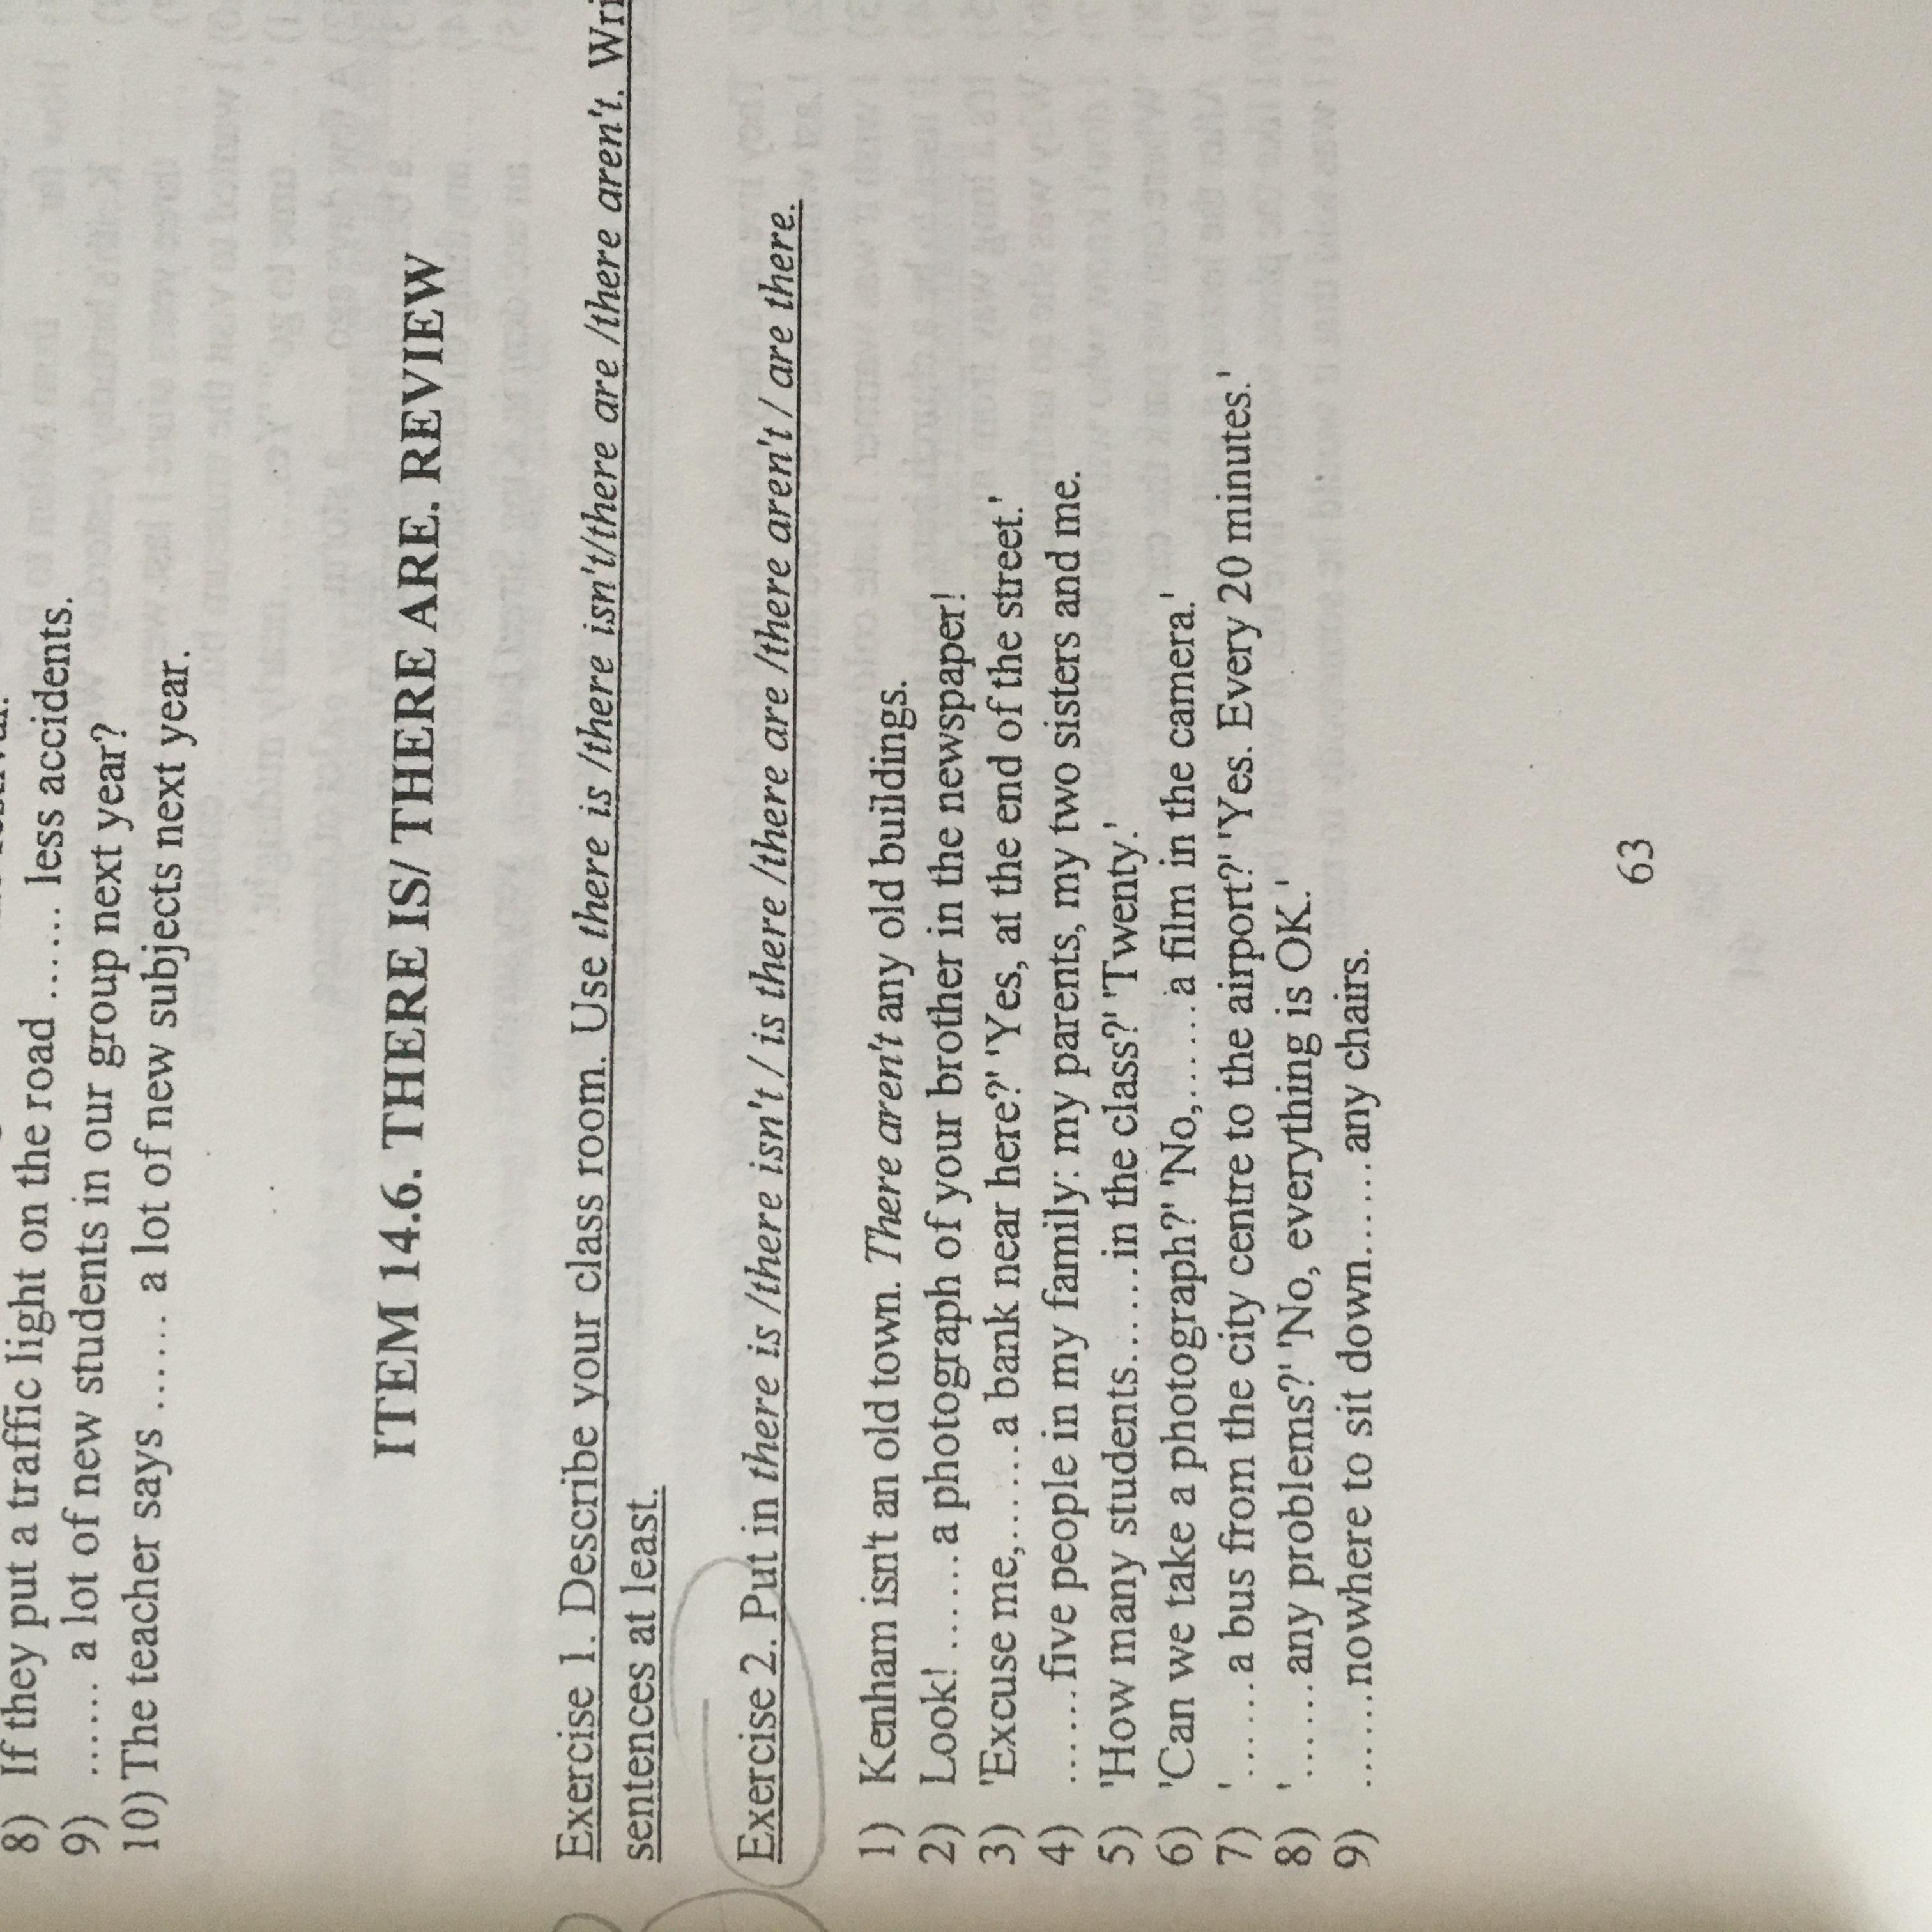 8) If they put a traffic light on the road ...... less accidents.
9) ...... a lot of new students in our group next year?
10) The teacher says ...... a lot of new subjects next year.
ITEM 14.6. THERE IS/ THERE ARE. REVIEW
Exercise 1. Describe your class room. Use there is /there isn't/there are /there aren't. Wri
sentences at least.
Exercise 2. Put in there is /there isn't / is there /there are /there aren't / are there.
1) Kenham isn't an old town. There aren't any old buildings.
2) Look! ......a photograph of your brother in the newspaper!
3) 'Excuse me,......a bank near here?' 'Yes, at the end of the street.'
4) ......five people in my family: my parents, my two sisters and me.
5) 'How many students......in the class?' 'Twenty.'
6) 'Can we take a photograph?' 'No,......a film in the camera.'
7) '......a bus from the city centre to the airport?' 'Yes. Every 20 minutes.'
8) '......any problems?' 'No, everything is OK.'
9) ......nowhere to sit down......any chairs.
63